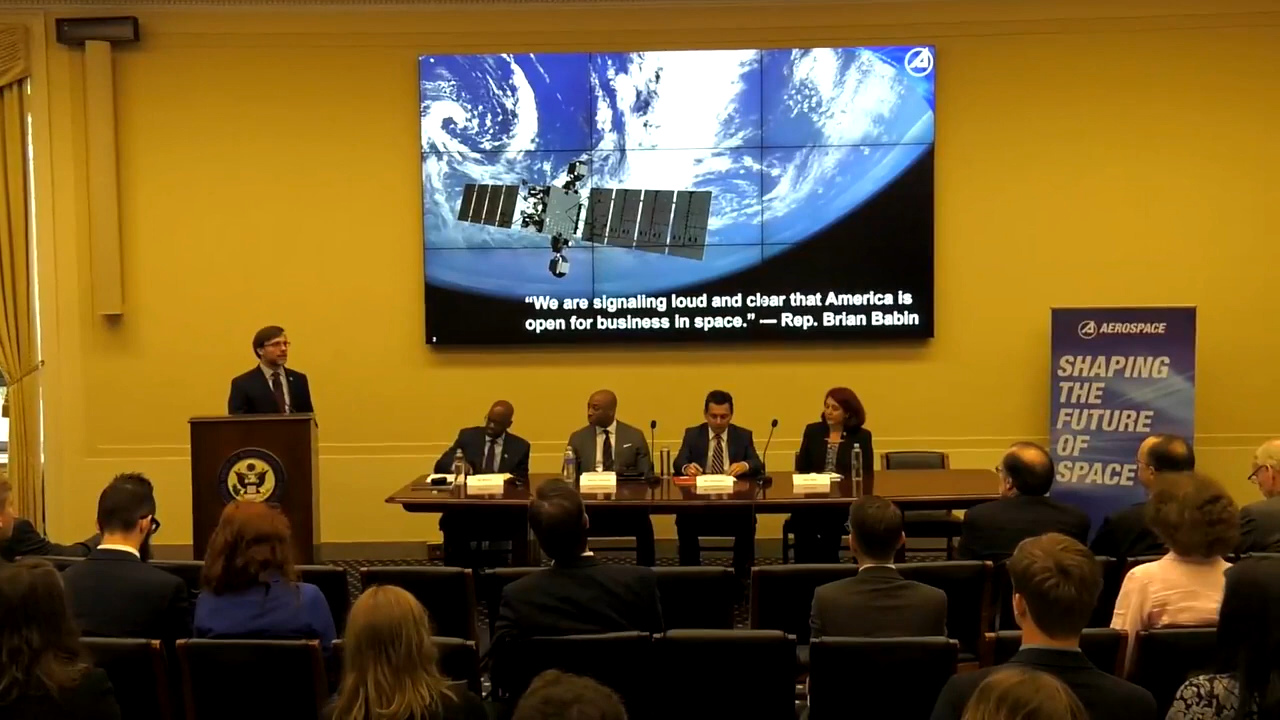 “We are signaling loud and clear that America is
open for business in space.” — Rep. Brian Babin
AEROSPACE
SHAPING
THE
FUTURE
OF
SPACE